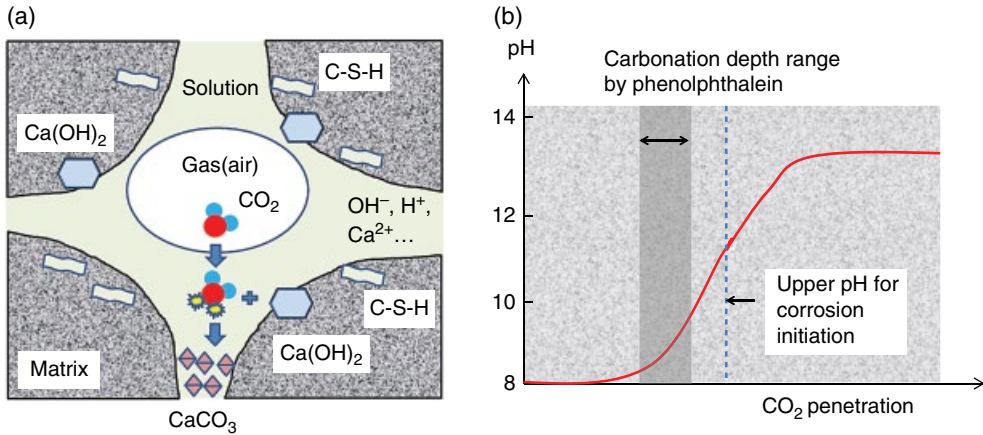 (a)
Solution
C-S-H
Ca(OH)₂
Gas(air)
CO₂
OH⁻, H⁺,
Ca²⁺...
C-S-H
Ca(OH)₂
Matrix
CaCO₃
(b)
pH
Carbonation depth range
by phenolphthalein
14
12
11
10
8
Upper pH for
corrosion
initiation
CO₂ penetration